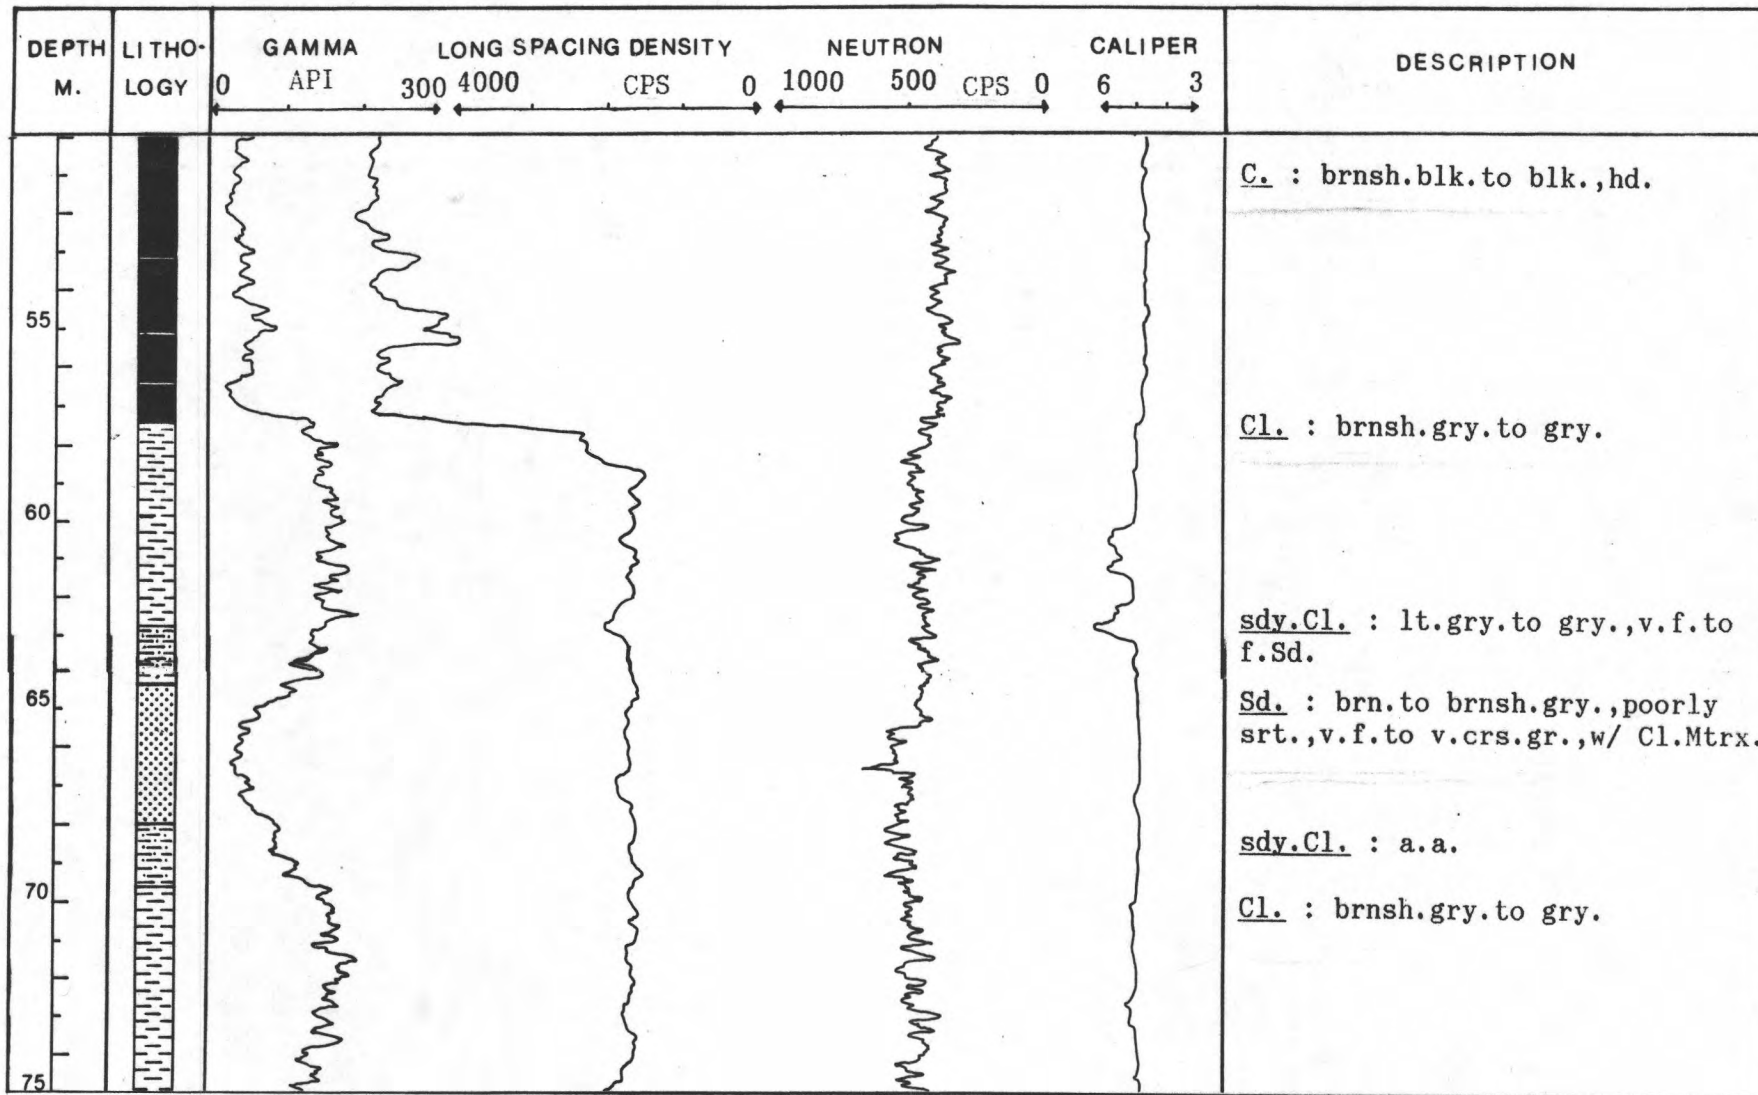 DEPTH M.
LITHO-LOGY
GAMMA
0 API 300
LONG SPACING DENSITY
4000 CPS 0
NEUTRON
1000 500 CPS 0
CALIPER
6 3
DESCRIPTION
C. : brnsh.blk.to blk.,hd.
55
Cl. : brnsh.gry.to gry.
60
sdy.Cl. : lt.gry.to gry.,v.f.to
f.Sd.
65
Sd. : brn.to brnsh.gry.,poorly
srt.,v.f.to v.crs.gr.,w/ Cl.Mtrx.
sdy.Cl. : a.a.
70
Cl. : brnsh.gry.to gry.
75